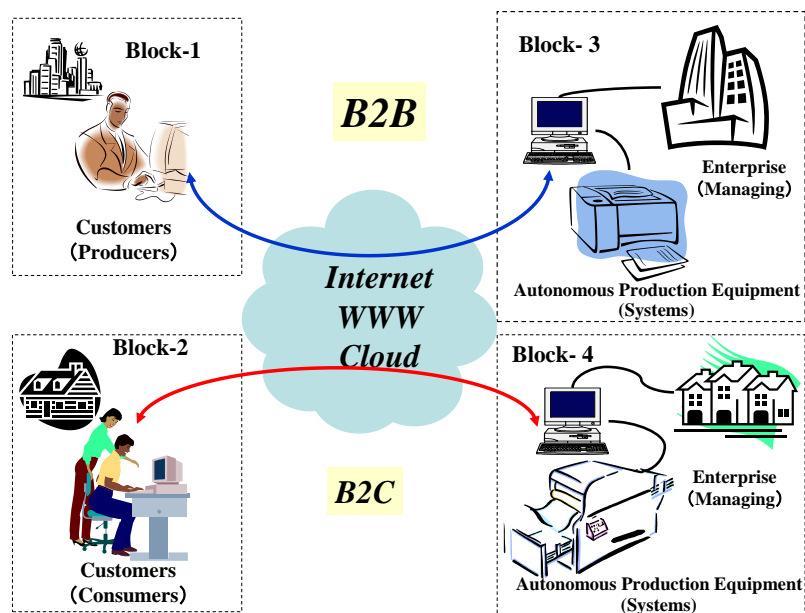 Block-1
Customers
(Producers)
B2B
Block- 3
Enterprise
(Managing)
Autonomous Production Equipment
(Systems)
Internet
WWW
Cloud
Block-2
Customers
(Consumers)
B2C
Block- 4
Enterprise
(Managing)
Autonomous Production Equipment
(Systems)